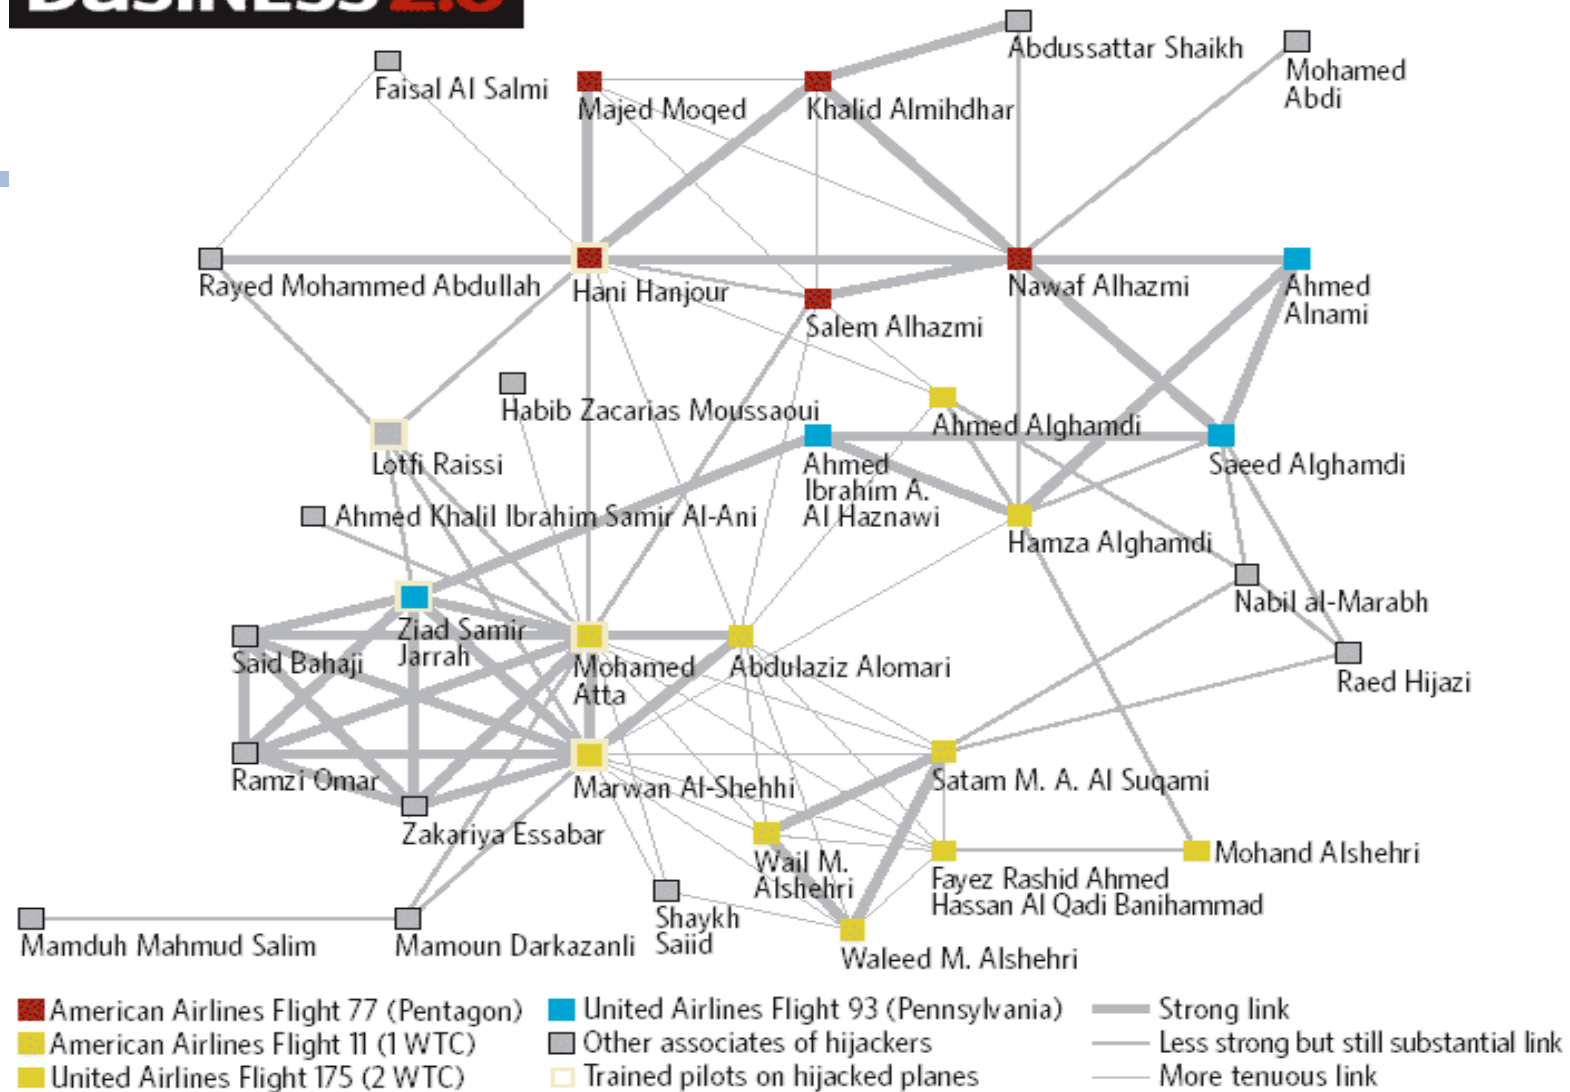 BUSINESS 2.0
Abdussattar Shaikh
Mohamed
Abdi
Faisal Al Salmi
Majed Moqed
Khalid Almihdhar
Rayed Mohammed Abdullah
Hani Hanjour
Nawaf Alhazmi
Ahmed
Alnami
Salem Alhazmi
Habib Zacarias Moussaoui
Ahmed Alghamdi
Lotfi Raissi
Ahmed
Ibrahim A.
Al Haznawi
Saeed Alghamdi
Ahmed Khalil Ibrahim Samir Al-Ani
Hamza Alghamdi
Nabil al-Marabh
Ziad Samir
Jarrah
Said Bahaji
Mohamed
Atta
Abdulaziz Alomari
Raed Hijazi
Ramzi Omar
Marwan Al-Shehhi
Satam M. A. Al Suqami
Zakariya Essabar
Wail M.
Alshehri
Fayez Rashid Ahmed
Hassan Al Qadi Banihammad
Mohand Alshehri
Mamduh Mahmud Salim
Mamoun Darkazanli
Shaykh
Saiid
Waleed M. Alshehri
American Airlines Flight 77 (Pentagon)
American Airlines Flight 11 (1 WTC)
United Airlines Flight 175 (2 WTC)
United Airlines Flight 93 (Pennsylvania)
Other associates of hijackers
Trained pilots on hijacked planes
Strong link
Less strong but still substantial link
More tenuous link